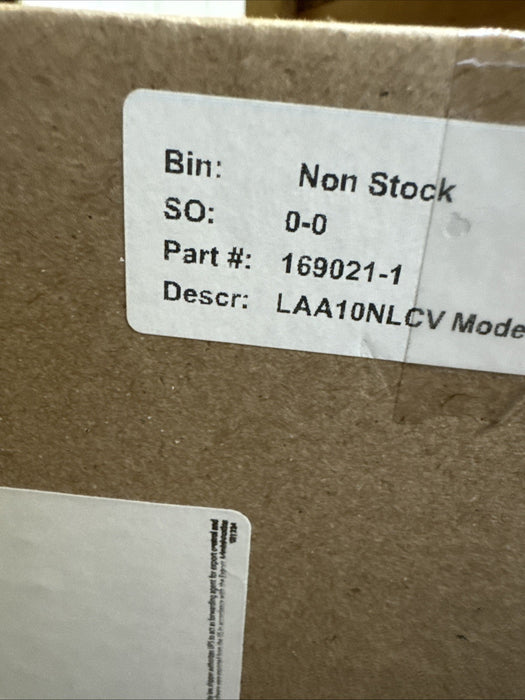 Bin: Non Stock
SO: 0-0
Part #: 169021-1
Descr: LAA10NLCV Mode